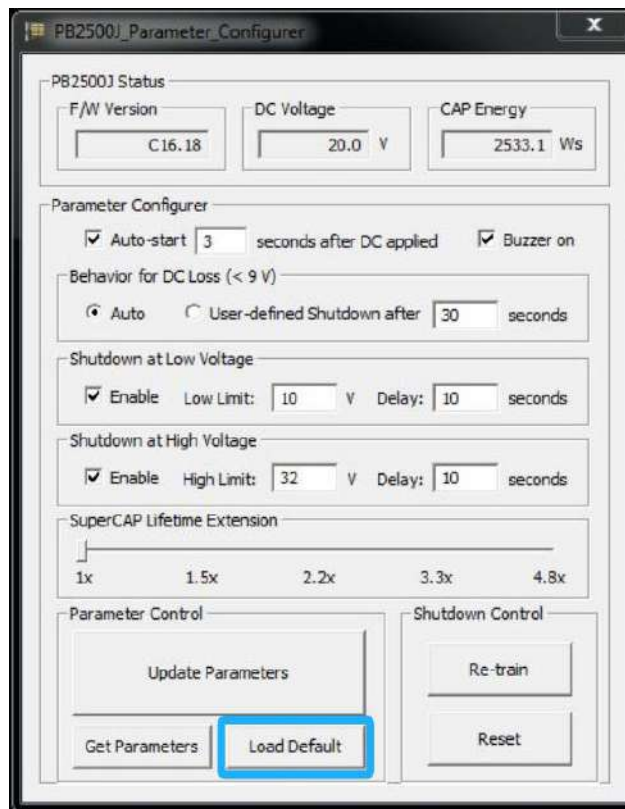 PB2500J_Parameter_Configurer
x
PB2500J Status
F/W Version
DC Voltage
CAP Energy
C16.18
20.0 V
2533.1 Ws
Parameter Configurer
Auto-start 3 seconds after DC applied
Buzzer on
Behavior for DC Loss (< 9 V)
Auto
User-defined Shutdown after 30 seconds
Shutdown at Low Voltage
Enable Low Limit: 10 V Delay: 10 seconds
Shutdown at High Voltage
Enable High Limit: 32 V Delay: 10 seconds
SuperCAP Lifetime Extension
1x 1.5x 2.2x 3.3x 4.8x
Parameter Control
Shutdown Control
Update Parameters
Re-train
Get Parameters
Load Default
Reset